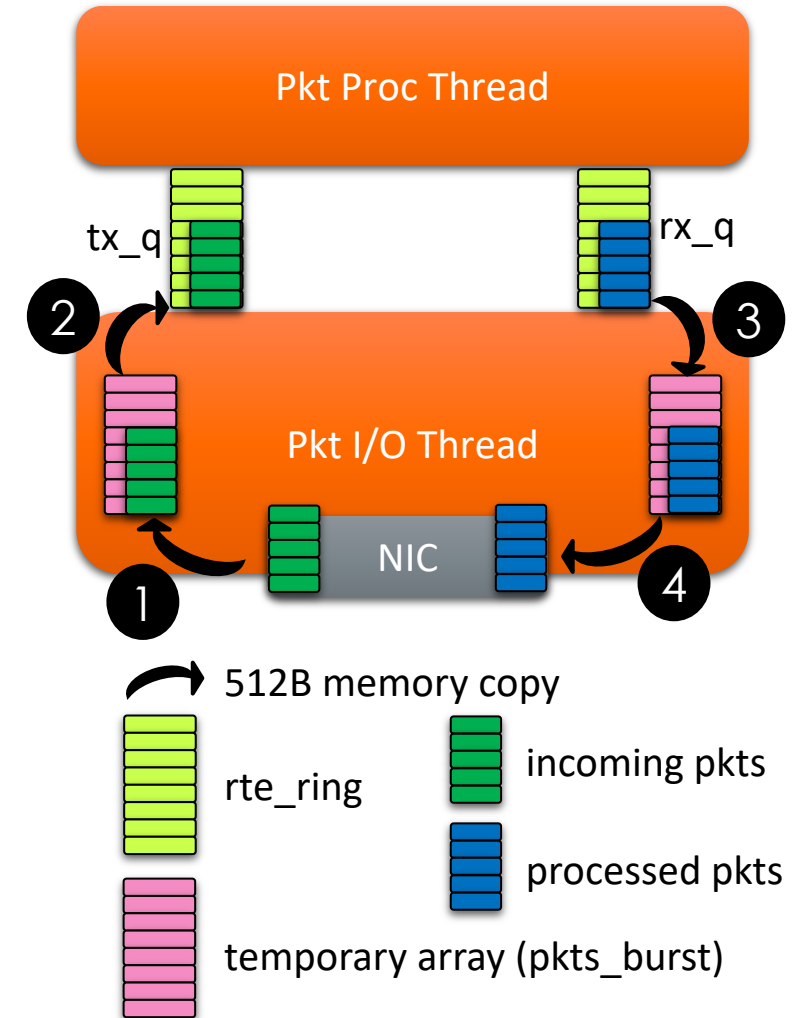 Pkt Proc Thread
tx_q
rx_q
2
3
Pkt I/O Thread
NIC
1
4
512B memory copy
rte_ring
incoming pkts
processed pkts
temporary array (pkts_burst)